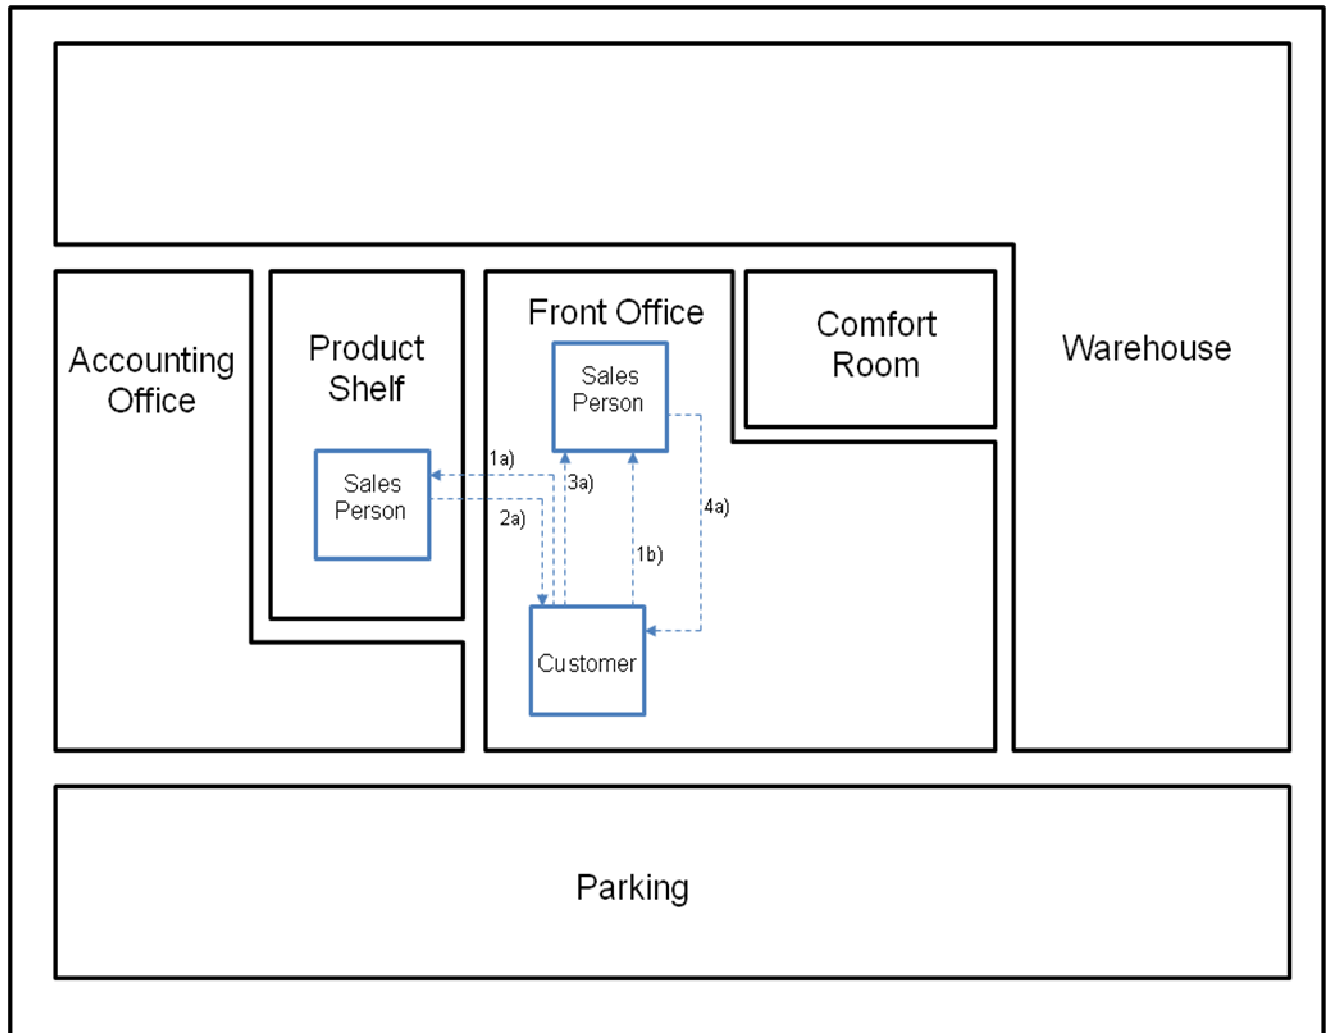 Front Office
Comfort
Room
Accounting
Office
Product
Shelf
Warehouse
Sales
Person
1a)
3a)
Sales
Person
4a)
2a)
1b)
Customer
Parking